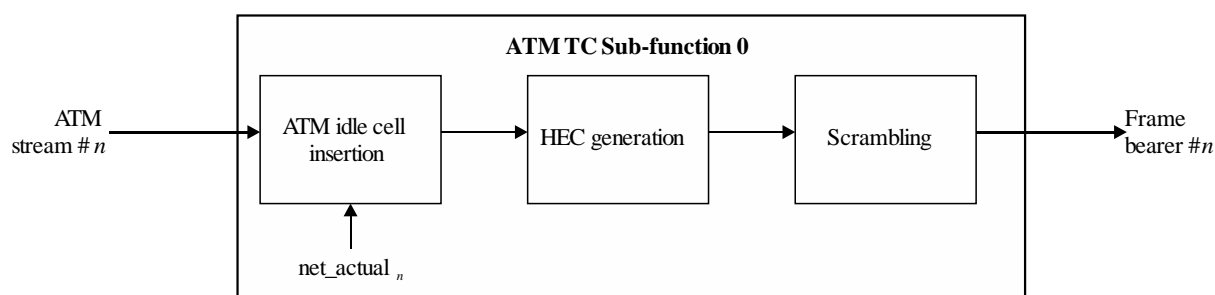 ATM TC Sub-function 0
ATM
stream # n
ATM idle cell
insertion
HEC generation
Scrambling
Frame
bearer #n
net_actual n